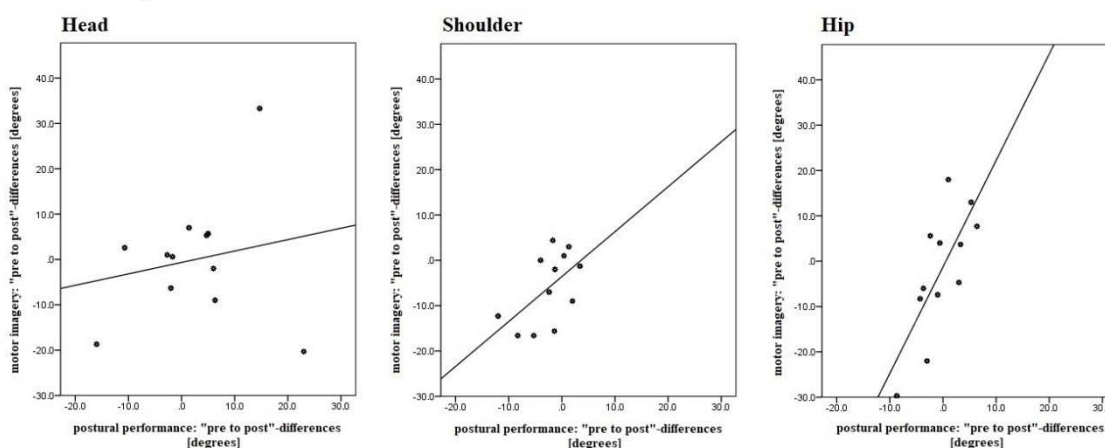 Head
motor imagery: "pre to post"-differences [degrees]
40.0
30.0
20.0
10.0
.0
-10.0
-20.0
-30.0
-20.0 -10.0 .0 10.0 20.0 30.0
postural performance: "pre to post"-differences
[degrees]
Shoulder
motor imagery: "pre to post"-differences [degrees]
40.0
30.0
20.0
10.0
.0
-10.0
-20.0
-30.0
-20.0 -10.0 .0 10.0 20.0 30.0
postural performance: "pre to post"-differences
[degrees]
Hip
motor imagery: "pre to post"-differences [degrees]
40.0
30.0
20.0
10.0
.0
-10.0
-20.0
-30.0
-20.0 -10.0 .0 10.0 20.0 30.0
postural performance: "pre to post"-differences
[degrees]